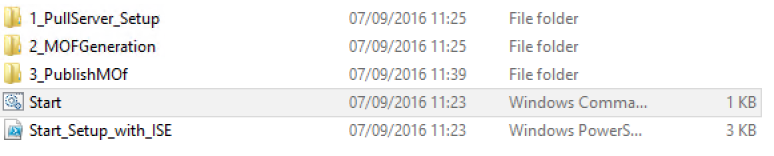 1_PullServer_Setup 07/09/2016 11:25 File folder
2_MOFGeneration 07/09/2016 11:25 File folder
3_PublishMOf 07/09/2016 11:39 File folder
Start 07/09/2016 11:23 Windows Comma... 1 KB
Start_Setup_with_ISE 07/09/2016 11:23 Windows PowerS... 3 KB